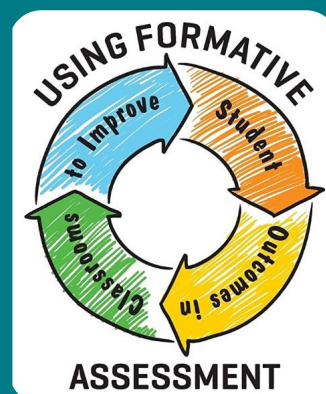 USING FORMATIVE
ASSESSMENT
to Improve
Student
Outcomes in
Classrooms